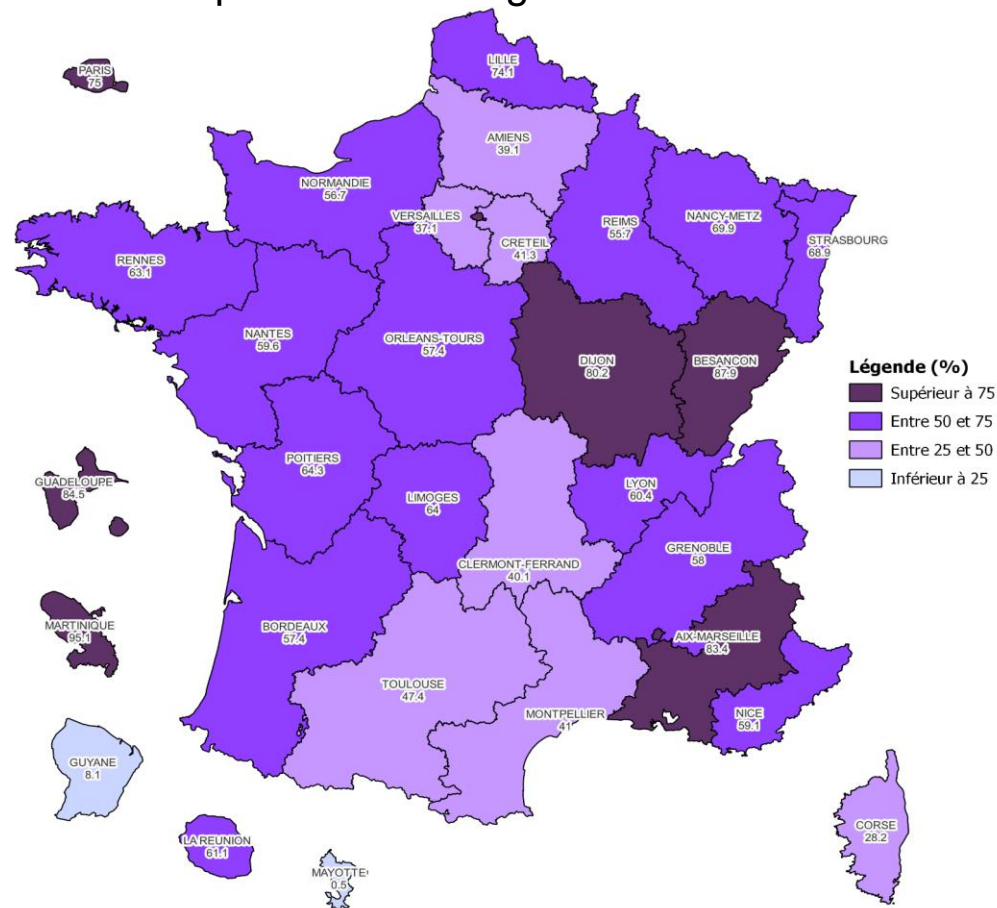 LILLE
74.1
PARIS
75
AMIENS
39.1
NORMANDIE
56.7
VERSAILLES
37.1
CRETEIL
41.3
REIMS
55.7
NANCY-METZ
69.9
STRASBOURG
68.9
RENNES
63.1
NANTES
59.6
ORLEANS-TOURS
57.4
DIJON
80.2
BESANCON
87.9
Légende (%)
Supérieur à 75
Entre 50 et 75
Entre 25 et 50
Inférieur à 25
POITIERS
64.3
LIMOGES
64
LYON
60.4
GUADELOUPE
84.5
GRENOBLE
58
CLERMONT-FERRAND
40.1
MARTINIQUE
95.1
BORDEAUX
57.4
AIX-MARSEILLE
83.4
TOULOUSE
47.4
MONTPELLIER
41
NICE
59.1
GUYANE
8.1
LA REUNION
61.1
MAYOTTE
0.5
CORSE
28.2